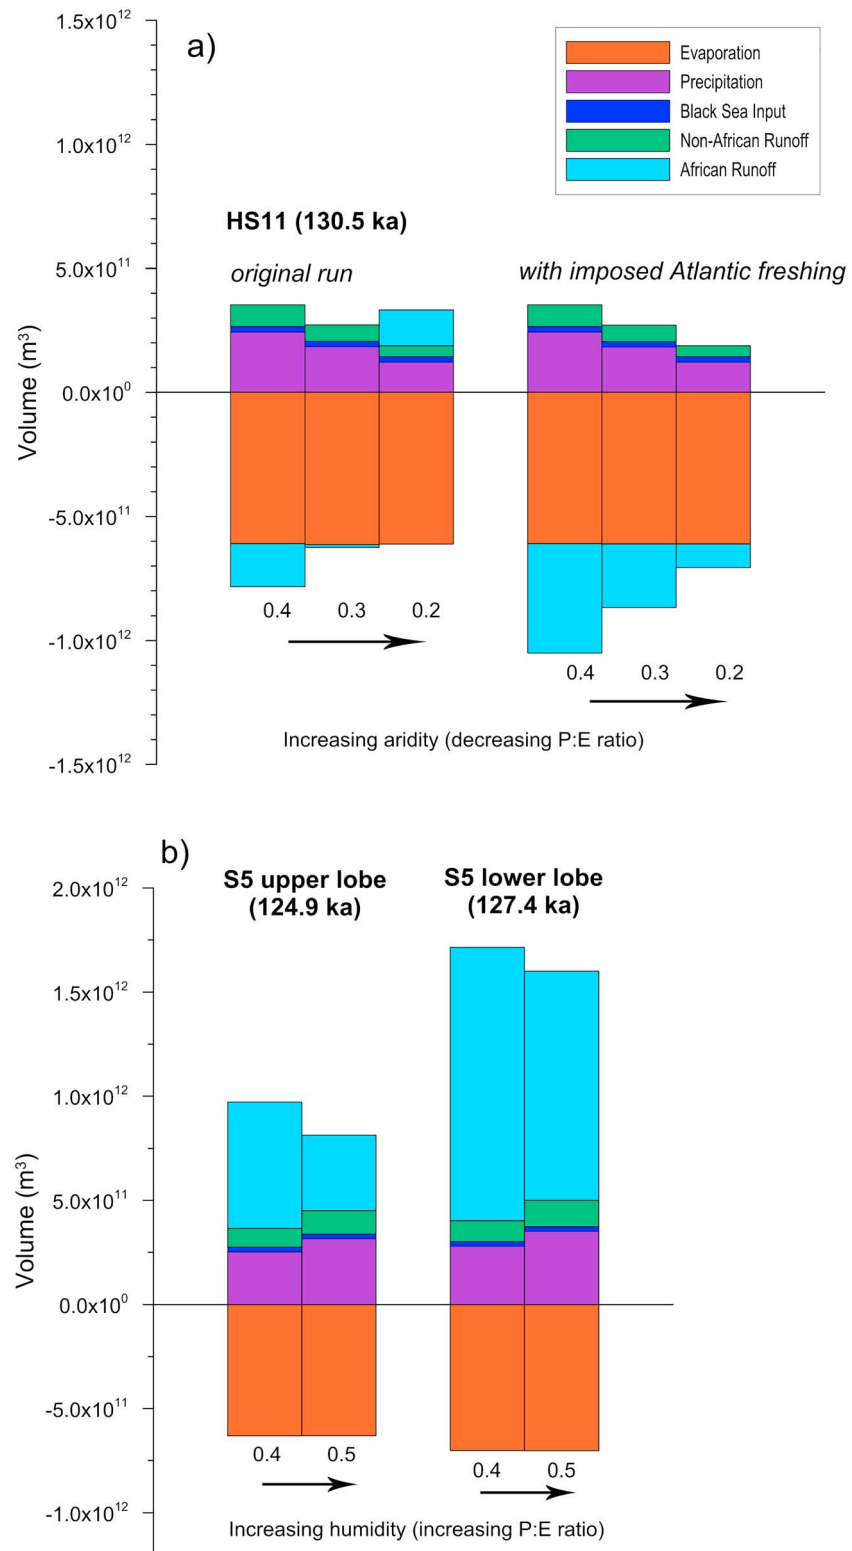 a)
1.5x10¹²
1.0x10¹²
5.0x10¹¹
0.0x10⁰
-5.0x10¹¹
-1.0x10¹²
-1.5x10¹²
Volume (m³)
Evaporation
Precipitation
Black Sea Input
Non-African Runoff
African Runoff
HS11 (130.5 ka)
original run
with imposed Atlantic freshing
0.4 0.3 0.2
0.4 0.3 0.2
Increasing aridity (decreasing P:E ratio)
b)
S5 upper lobe
(124.9 ka)
S5 lower lobe
(127.4 ka)
2.0x10¹²
1.5x10¹²
1.0x10¹²
5.0x10¹¹
0.0x10⁰
-5.0x10¹¹
-1.0x10¹²
Volume (m³)
0.4 0.5
0.4 0.5
Increasing humidity (increasing P:E ratio)